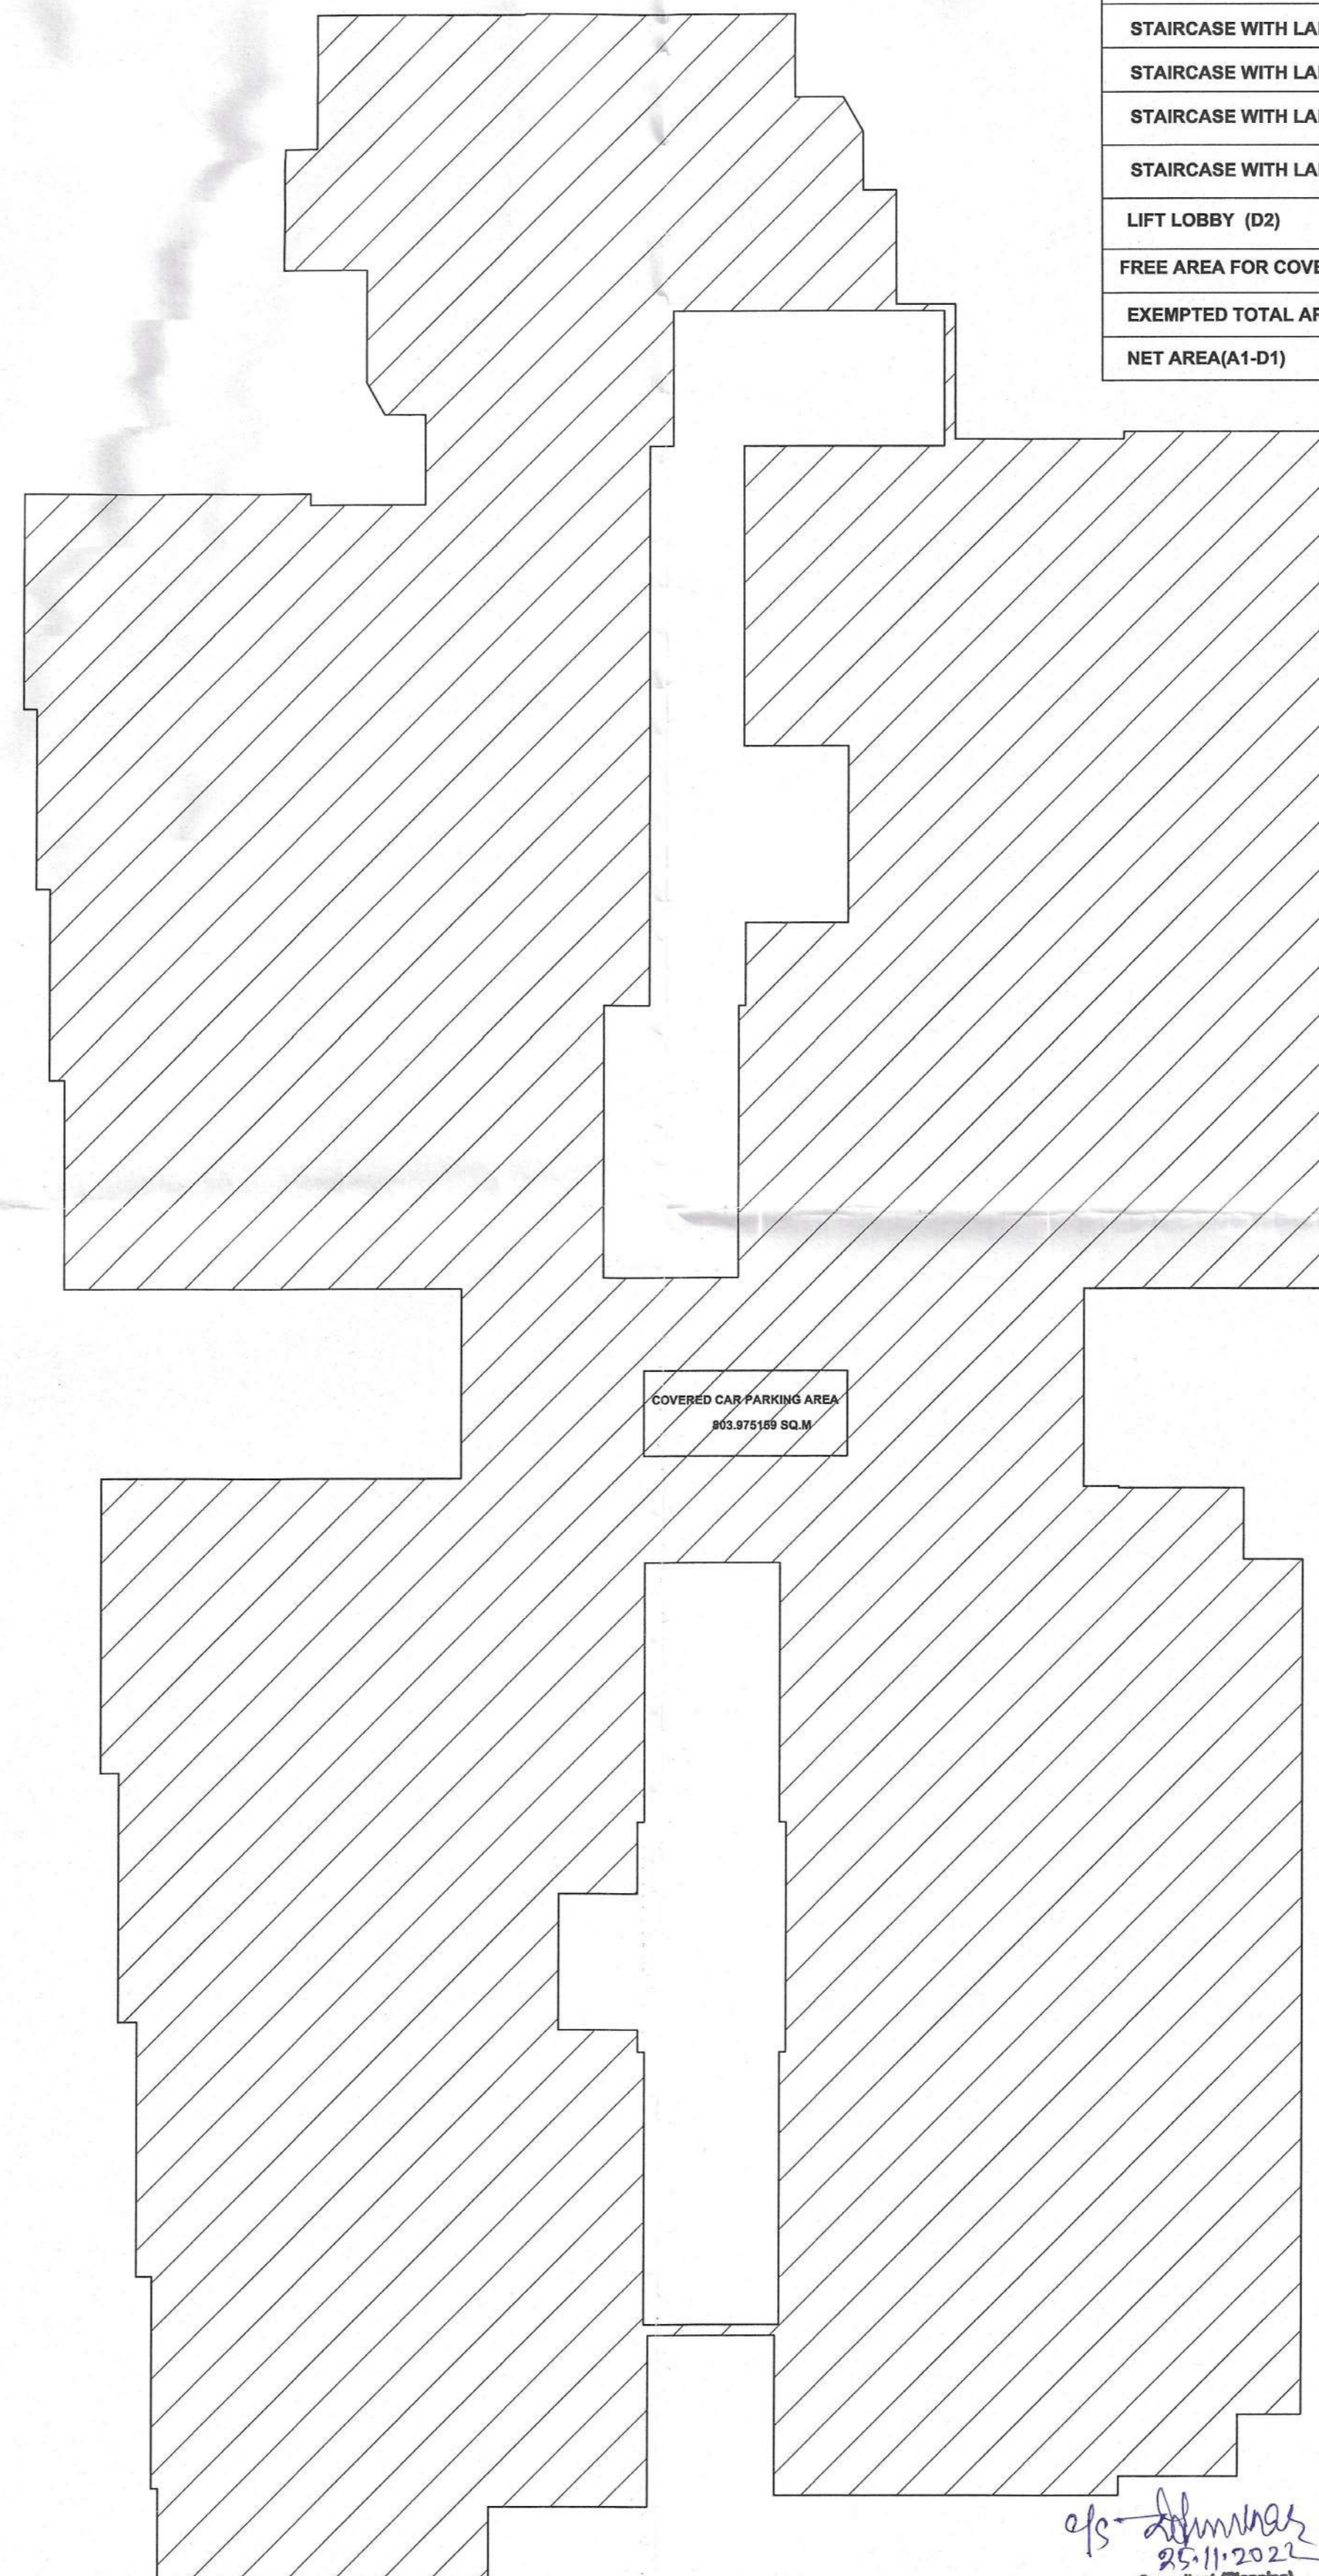 STAIRCASE WITH LA
STAIRCASE WITH LA
STAIRCASE WITH LA
STAIRCASE WITH LA
LIFT LOBBY (D2)
FREE AREA FOR COVE
EXEMPTED TOTAL AR
NET AREA(A1-D1)
COVERED CAR PARKING AREA
803.975159 SQ.M
25.11.2022